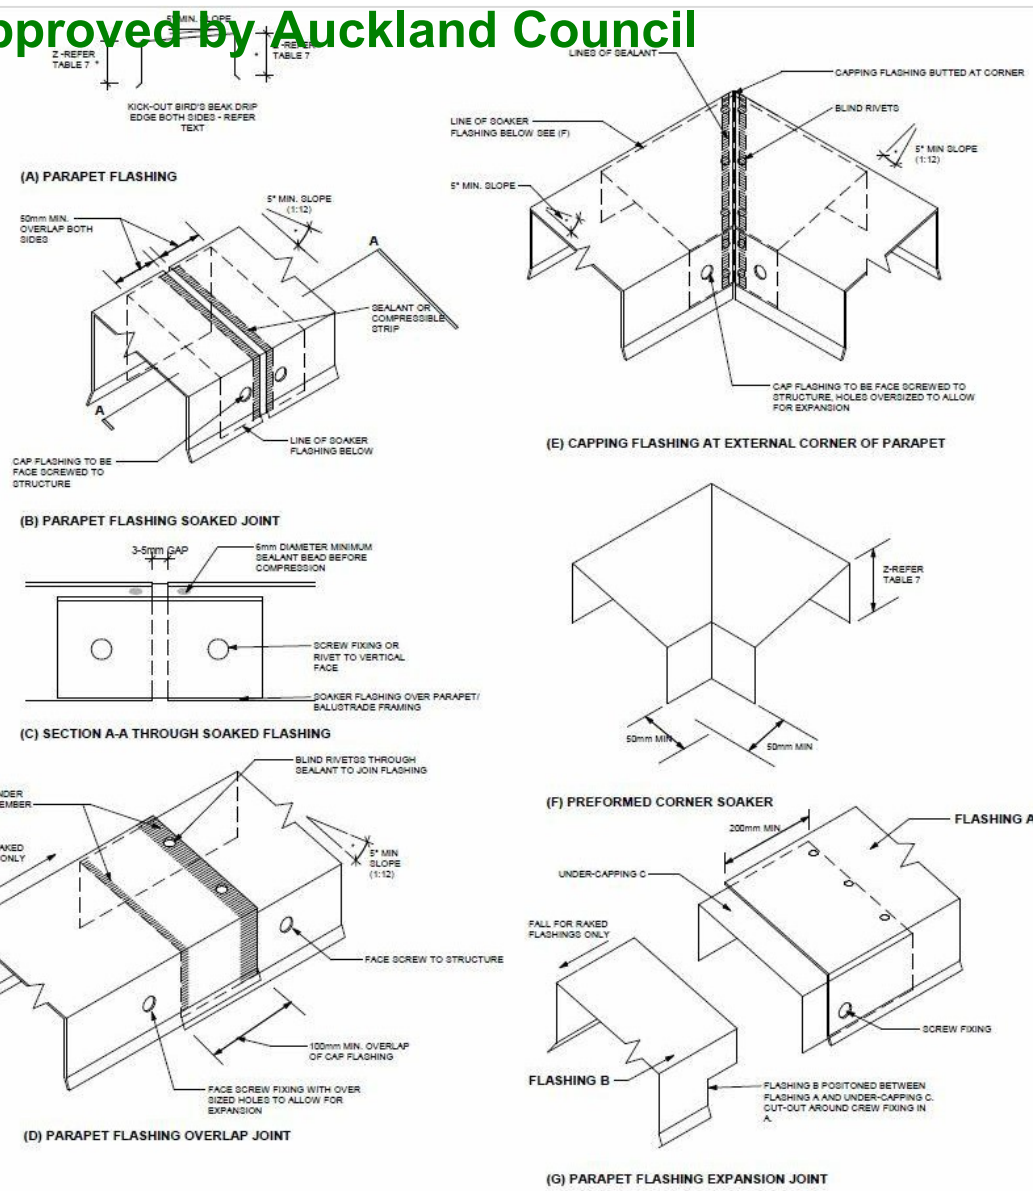 pproved by Auckland Council
5° MIN. SLOPE
Z -REFER
TABLE 7 *
-REFER
TABLE 7
KICK-OUT BIRD'S BEAK DRIP
EDGE BOTH SIDES - REFER
TEXT
(A) PARAPET FLASHING
50mm MIN.
OVERLAP BOTH
SIDES
5° MIN. SLOPE
(1:12)
A
SEALANT OR
COMPRESSIBLE
STRIP
A
LINE OF SOAKER
FLASHING BELOW
CAP FLASHING TO BE
FACE SCREWED TO
STRUCTURE
(B) PARAPET FLASHING SOAKED JOINT
3-5mm GAP
6mm DIAMETER MINIMUM
SEALANT BEAD BEFORE
COMPRESSION
SCREW FIXING OR
RIVET TO VERTICAL
FACE
SOAKER FLASHING OVER PARAPET/
BALUSTRADE FRAMING
(C) SECTION A-A THROUGH SOAKED FLASHING
BLIND RIVETSS THROUGH
SEALANT TO JOIN FLASHING
NDER
EMBER
AKED
ONLY
5° MIN
SLOPE
(1:12)
FACE SCREW TO STRUCTURE
100mm MIN. OVERLAP
OF CAP FLASHING
FACE SCREW FIXING WITH OVER
SIZED HOLES TO ALLOW FOR
EXPANSION
(D) PARAPET FLASHING OVERLAP JOINT
LINES OF SEALANT
CAPPING FLASHING BUTTED AT CORNER
BLIND RIVETS
LINE OF SOAKER
FLASHING BELOW SEE (F)
5° MIN SLOPE
(1:12)
5° MIN. SLOPE
CAP FLASHING TO BE FACE SCREWED TO
STRUCTURE, HOLES OVERSIZED TO ALLOW
FOR EXPANSION
(E) CAPPING FLASHING AT EXTERNAL CORNER OF PARAPET
Z-REFER
TABLE 7
50mm MIN
50mm MIN
(F) PREFORMED CORNER SOAKER
200mm MIN.
FLASHING A
UNDER-CAPPING C
FALL FOR RAKED
FLASHINGS ONLY
SCREW FIXING
FLASHING B
FLASHING B POSITONED BETWEEN
FLASHING A AND UNDER-CAPPING C.
CUT-OUT AROUND CREW FIXING IN
A.
(G) PARAPET FLASHING EXPANSION JOINT